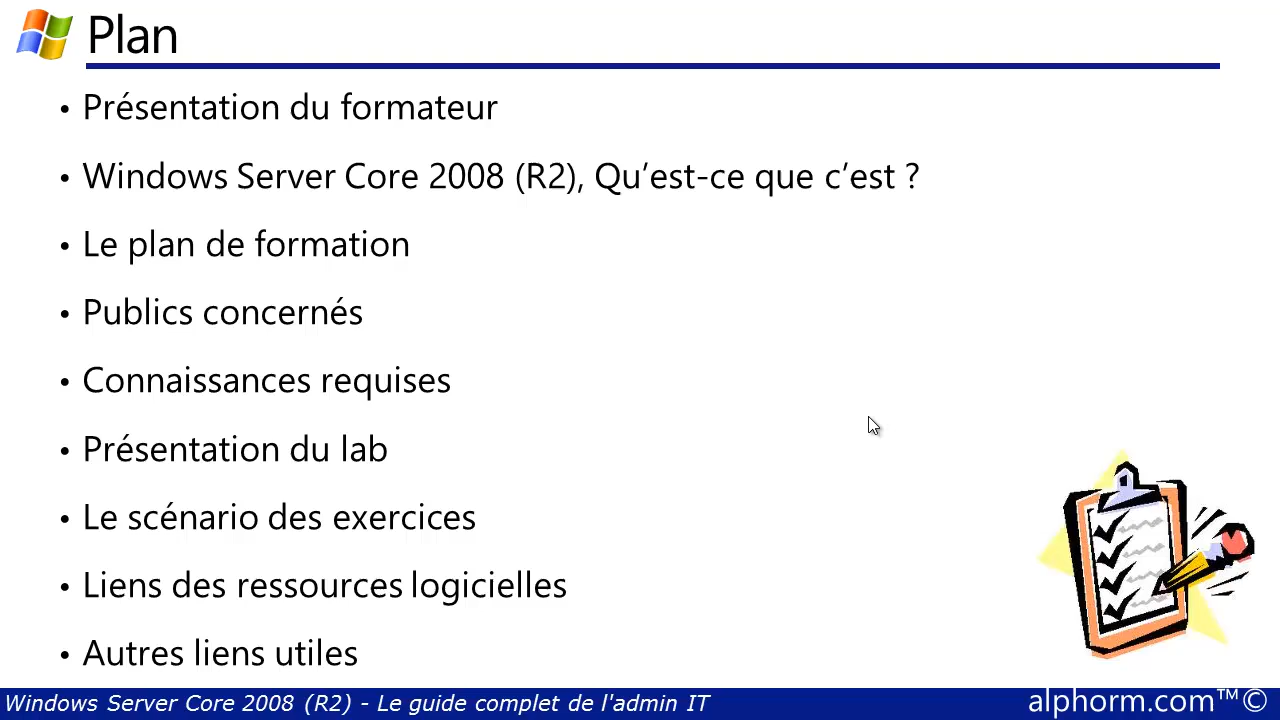 Plan
• Présentation du formateur
• Windows Server Core 2008 (R2), Qu’est-ce que c’est ?
• Le plan de formation
• Publics concernés
• Connaissances requises
• Présentation du lab
• Le scénario des exercices
• Liens des ressources logicielles
• Autres liens utiles
Windows Server Core 2008 (R2) - Le guide complet de l'admin IT
alphorm.com™©